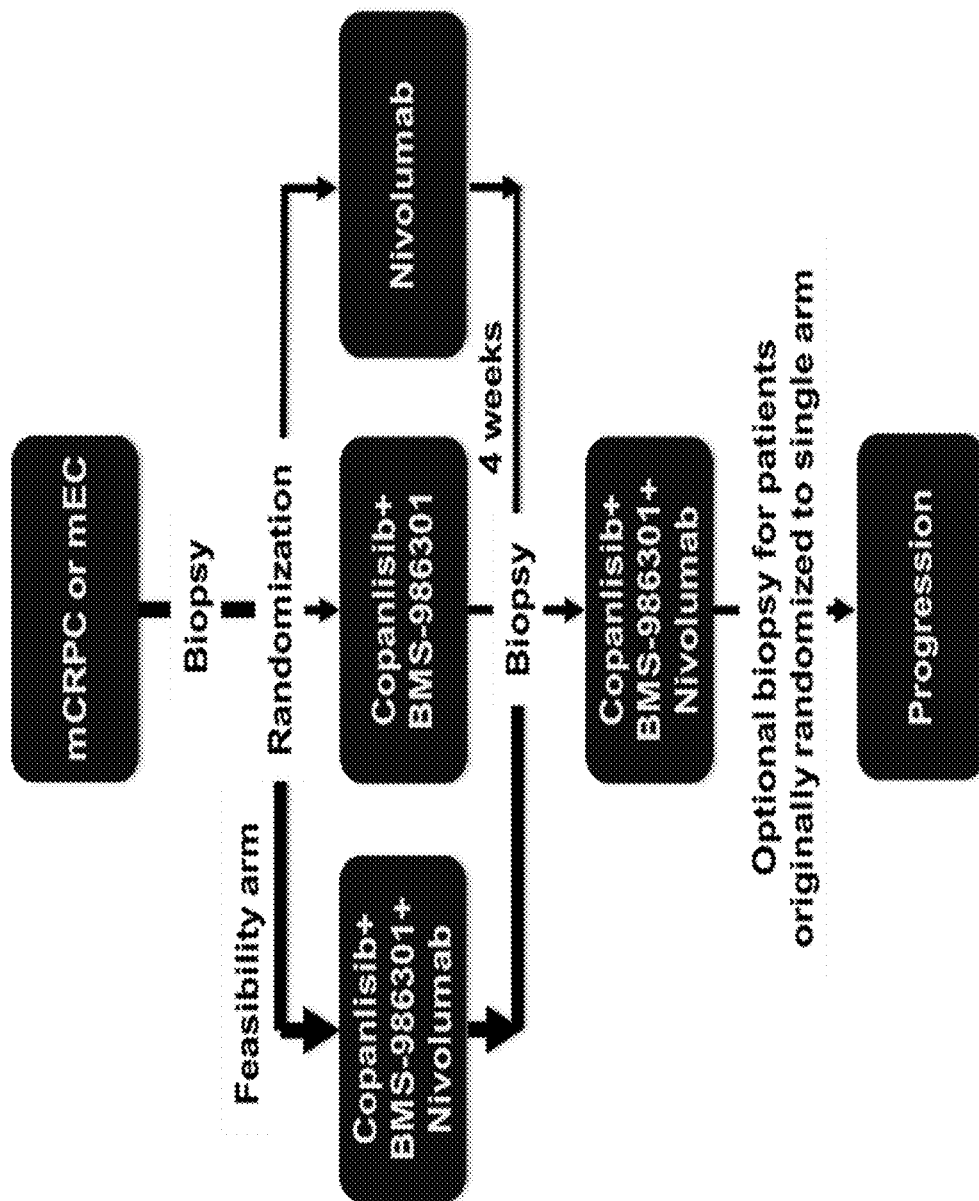 mCRPC or mEC
Biopsy
Randomization
Feasibility arm
Copanlisib+
BMS-986301+
Nivolumab
Copanlisib+
BMS-986301
Nivolumab
4 weeks
Biopsy
Copanlisib+
BMS-986301+
Nivolumab
Optional biopsy for patients
originally randomized to single arm
Progression